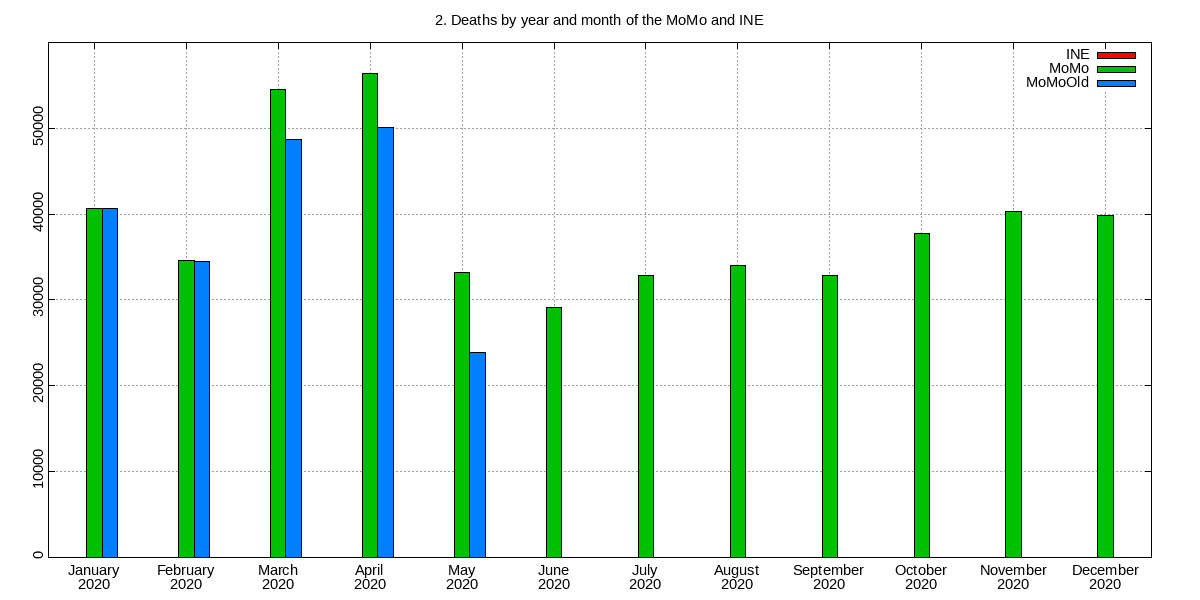 2. Deaths by year and month of the MoMo and INE
INE
MoMo
MoMoOld
50000
40000
30000
20000
10000
0
January February March April May June July August September October November December
2020 2020 2020 2020 2020 2020 2020 2020 2020 2020 2020 2020